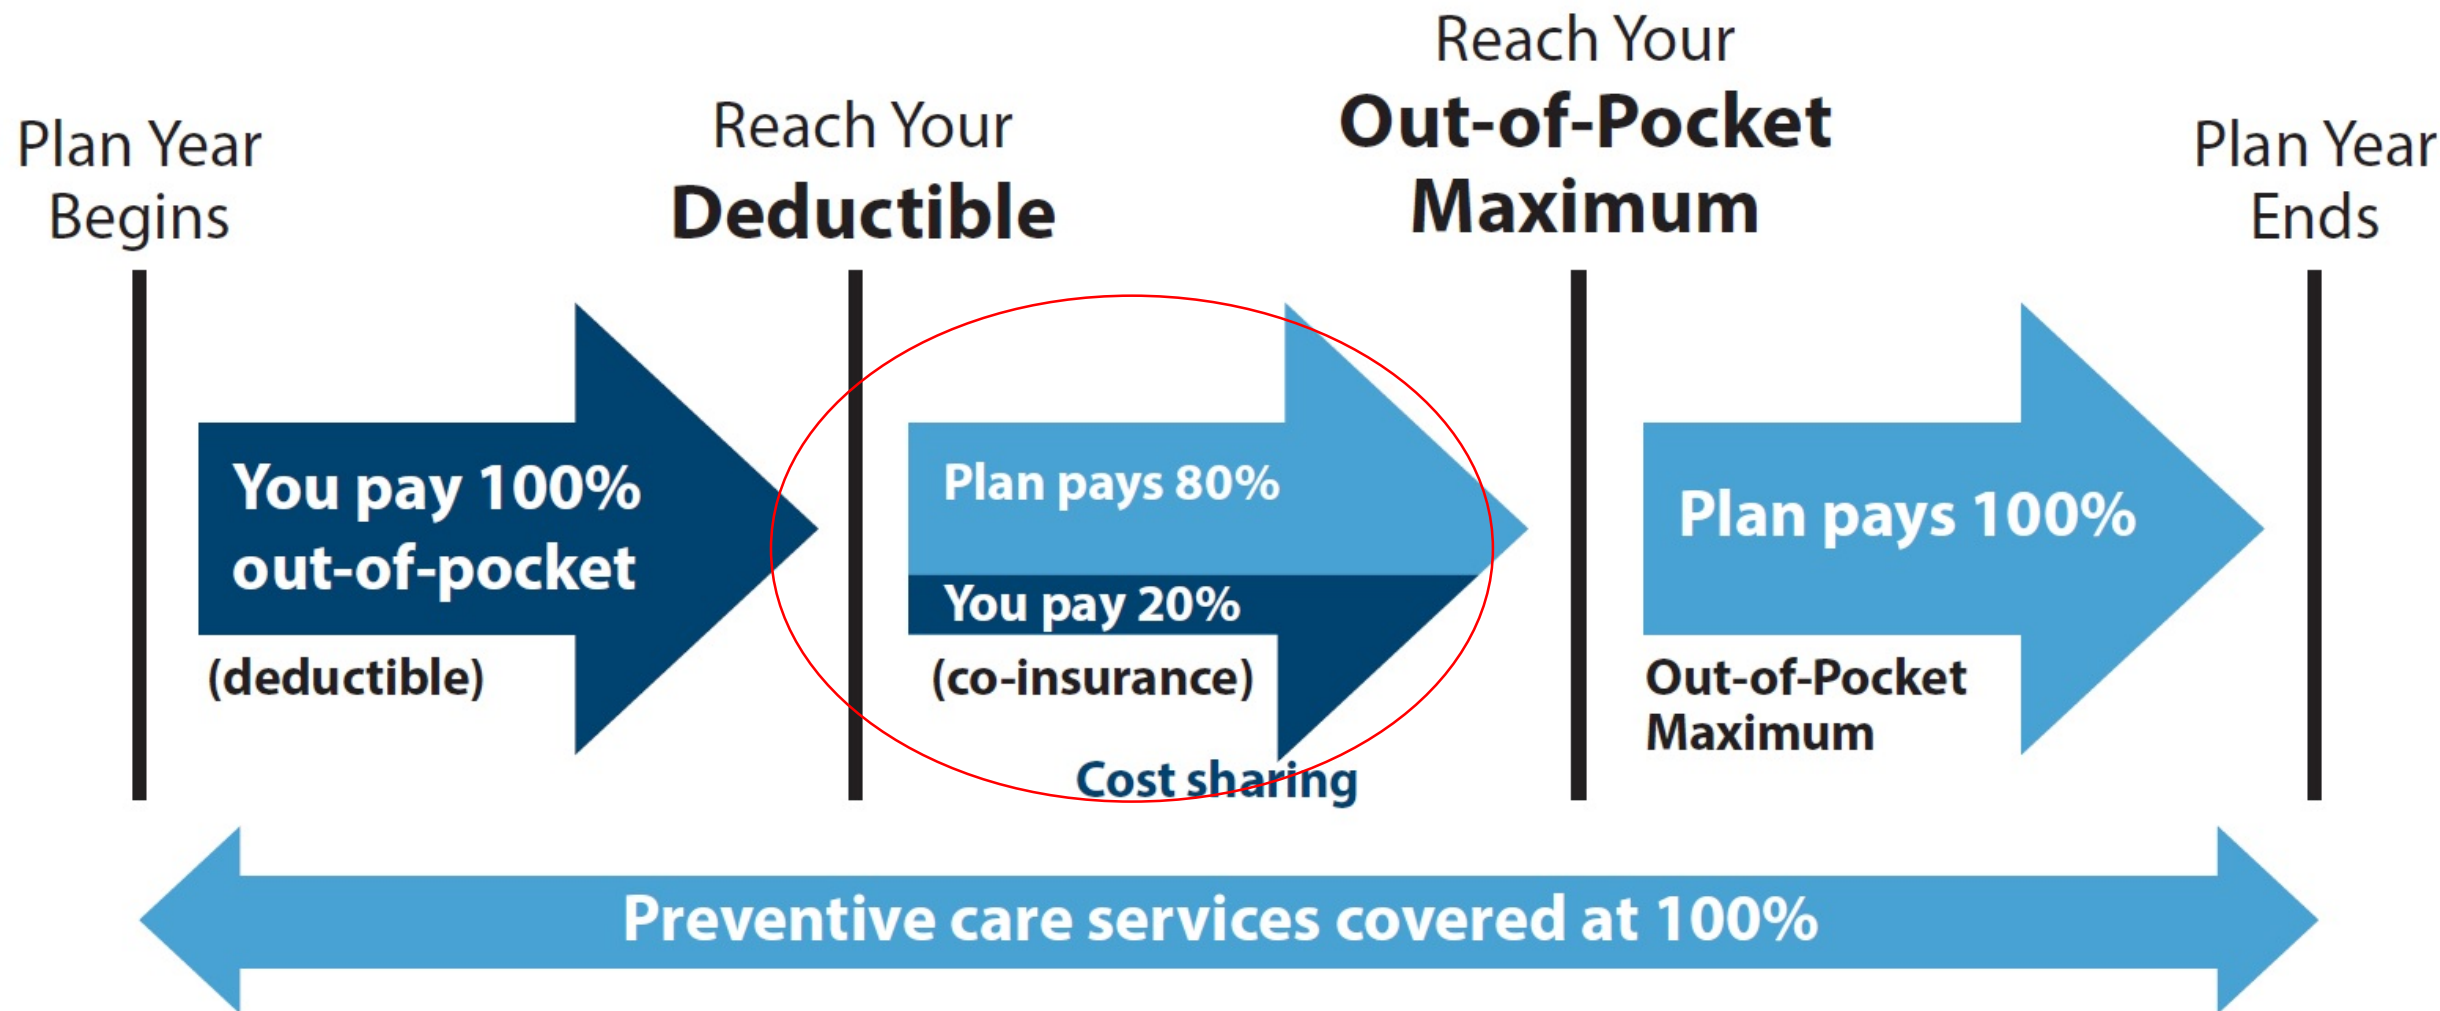 Plan Year
Begins
Reach Your
Deductible
Reach Your
Out-of-Pocket
Maximum
Plan Year
Ends
You pay 100%
out-of-pocket
(deductible)
Plan pays 80%
You pay 20%
(co-insurance)
Cost sharing
Plan pays 100%
Out-of-Pocket
Maximum
Preventive care services covered at 100%